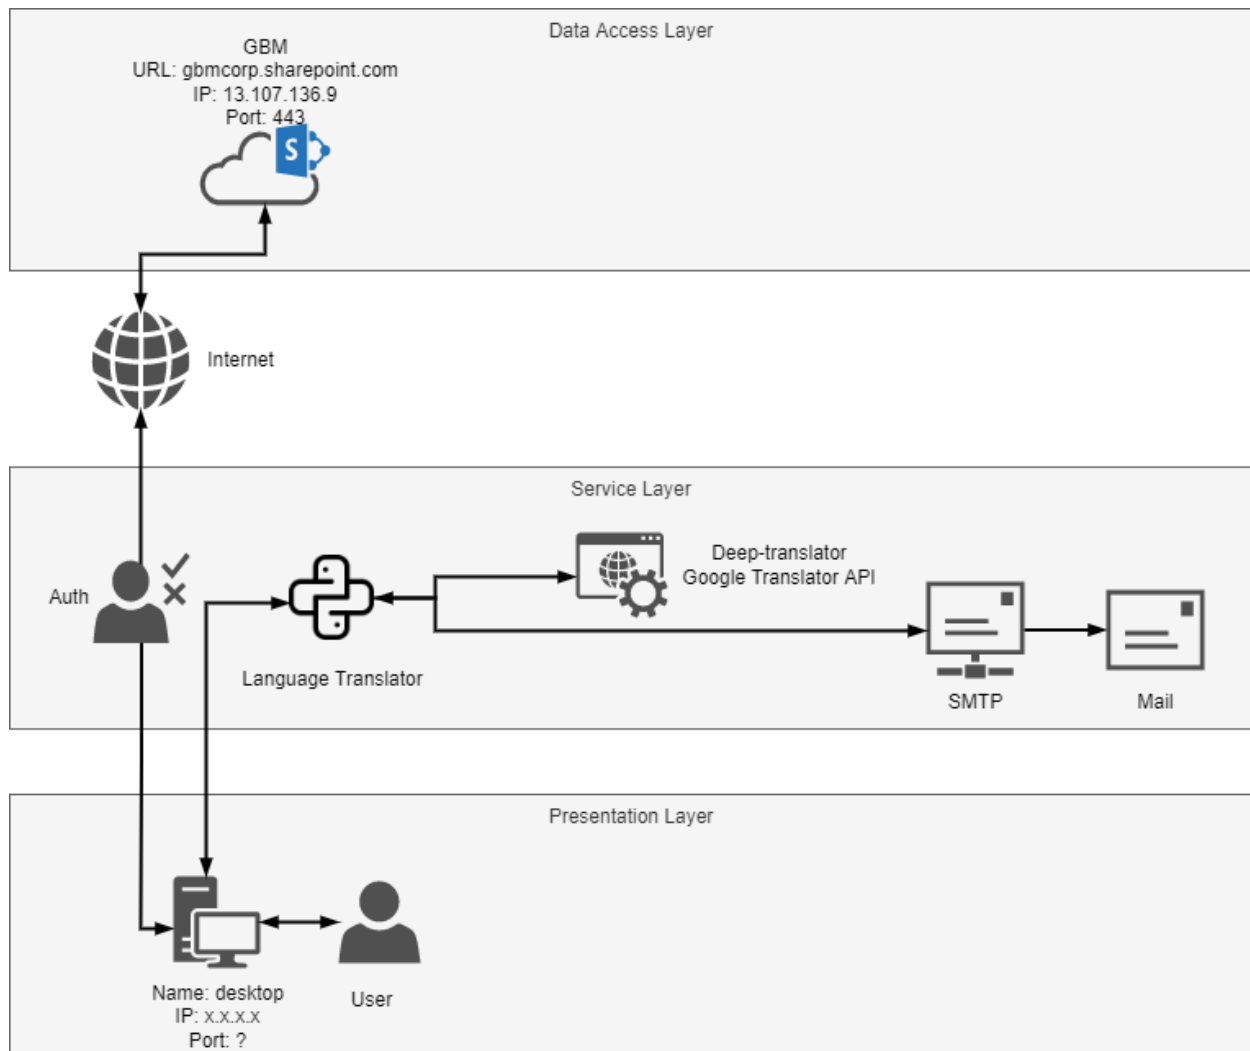 Data Access Layer
GBM
URL: gbmcorp.sharepoint.com
IP: 13.107.136.9
Port: 443
S
Internet
Service Layer
Auth
Language Translator
Deep-translator
Google Translator API
SMTP
Mail
Presentation Layer
Name: desktop
IP: x.x.x.x
Port: ?
User